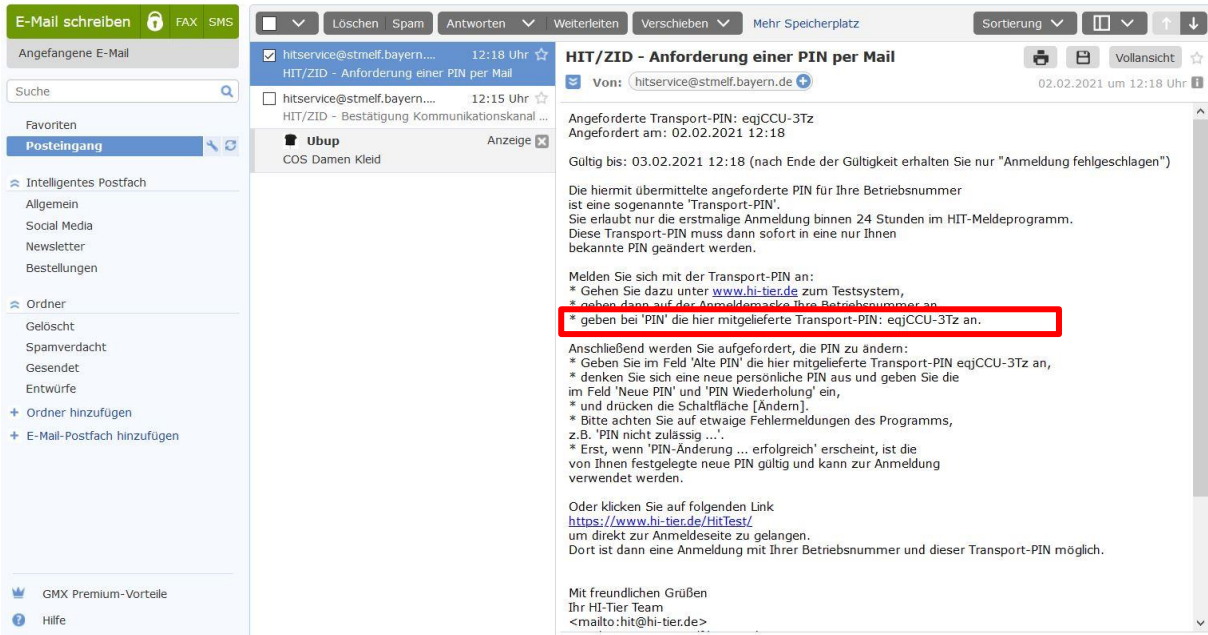 E-Mail schreiben FAX SMS
Angefangene E-Mail
Suche
Favoriten
Posteingang
Intelligentes Postfach
Allgemein
Social Media
Newsletter
Bestellungen
Ordner
Gelöscht
Spamverdacht
Gesendet
Entwürfe
+ Ordner hinzufügen
+ E-Mail-Postfach hinzufügen
GMX Premium-Vorteile
Hilfe
Löschen Spam Antworten Weiterleiten Verschieben Mehr Speicherplatz Sortierung
hitservice@stmelf.bayern.... 12:18 Uhr
HIT/ZID - Anforderung einer PIN per Mail
hitservice@stmelf.bayern.... 12:15 Uhr
HIT/ZID - Bestätigung Kommunikationskanal ...
Ubup Anzeige
COS Damen Kleid
HIT/ZID - Anforderung einer PIN per Mail Vollansicht
Von: hitservice@stmelf.bayern.de 02.02.2021 um 12:18 Uhr
Angeforderte Transport-PIN: eqjCCU-3Tz
Angefordert am: 02.02.2021 12:18
Gültig bis: 03.02.2021 12:18 (nach Ende der Gültigkeit erhalten Sie nur "Anmeldung fehlgeschlagen")
Die hiermit übermittelte angeforderte PIN für Ihre Betriebsnummer
ist eine sogenannte 'Transport-PIN'.
Sie erlaubt nur die erstmalige Anmeldung binnen 24 Stunden im HIT-Meldeprogramm.
Diese Transport-PIN muss dann sofort in eine nur Ihnen
bekannte PIN geändert werden.
Melden Sie sich mit der Transport-PIN an:
* Gehen Sie dazu unter www.hi-tier.de zum Testsystem,
* geben dann auf der Anmeldemaske Ihre Betriebsnummer an
* geben bei 'PIN' die hier mitgelieferte Transport-PIN: eqjCCU-3Tz an.
Anschließend werden Sie aufgefordert, die PIN zu ändern:
* Geben Sie im Feld 'Alte PIN' die hier mitgelieferte Transport-PIN eqjCCU-3Tz an,
* denken Sie sich eine neue persönliche PIN aus und geben Sie die
im Feld 'Neue PIN' und 'PIN Wiederholung' ein,
* und drücken die Schaltfläche [Ändern].
* Bitte achten Sie auf etwaige Fehlermeldungen des Programms,
z.B. 'PIN nicht zulässig ...'.
* Erst, wenn 'PIN-Änderung ... erfolgreich' erscheint, ist die
von Ihnen festgelegte neue PIN gültig und kann zur Anmeldung
verwendet werden.
Oder klicken Sie auf folgenden Link
https://www.hi-tier.de/HitTest/
um direkt zur Anmeldeseite zu gelangen.
Dort ist dann eine Anmeldung mit Ihrer Betriebsnummer und dieser Transport-PIN möglich.
Mit freundlichen Grüßen
Ihr HI-Tier Team
<mailto:hit@hi-tier.de>